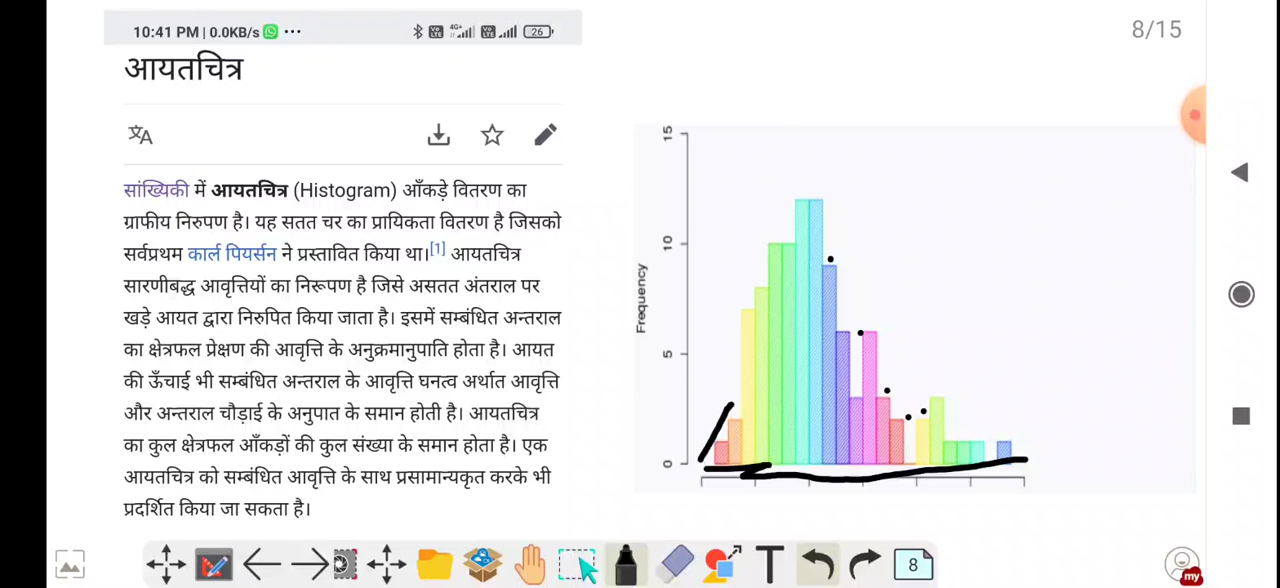 10:41 PM | 0.0KB/s ... 4G+ 26
8/15
आयतचित्र
सांख्यिकी में आयतचित्र (Histogram) आँकड़े वितरण का
ग्राफीय निरुपण है। यह सतत चर का प्रायिकता वितरण है जिसको
सर्वप्रथम कार्ल पियर्सन ने प्रस्तावित किया था।[1] आयतचित्र
सारणीबद्ध आवृत्तियों का निरूपण है जिसे असतत अंतराल पर
खड़े आयत द्वारा निरुपित किया जाता है। इसमें सम्बंधित अन्तराल
का क्षेत्रफल प्रेक्षण की आवृत्ति के अनुक्रमानुपाति होता है। आयत
की ऊँचाई भी सम्बंधित अन्तराल के आवृत्ति घनत्व अर्थात आवृत्ति
और अन्तराल चौड़ाई के अनुपात के समान होती है। आयतचित्र
का कुल क्षेत्रफल आँकड़ों की कुल संख्या के समान होता है। एक
आयतचित्र को सम्बंधित आवृत्ति के साथ प्रसामान्यकृत करके भी
प्रदर्शित किया जा सकता है।
Frequency
15
10
5
0
T
8
my